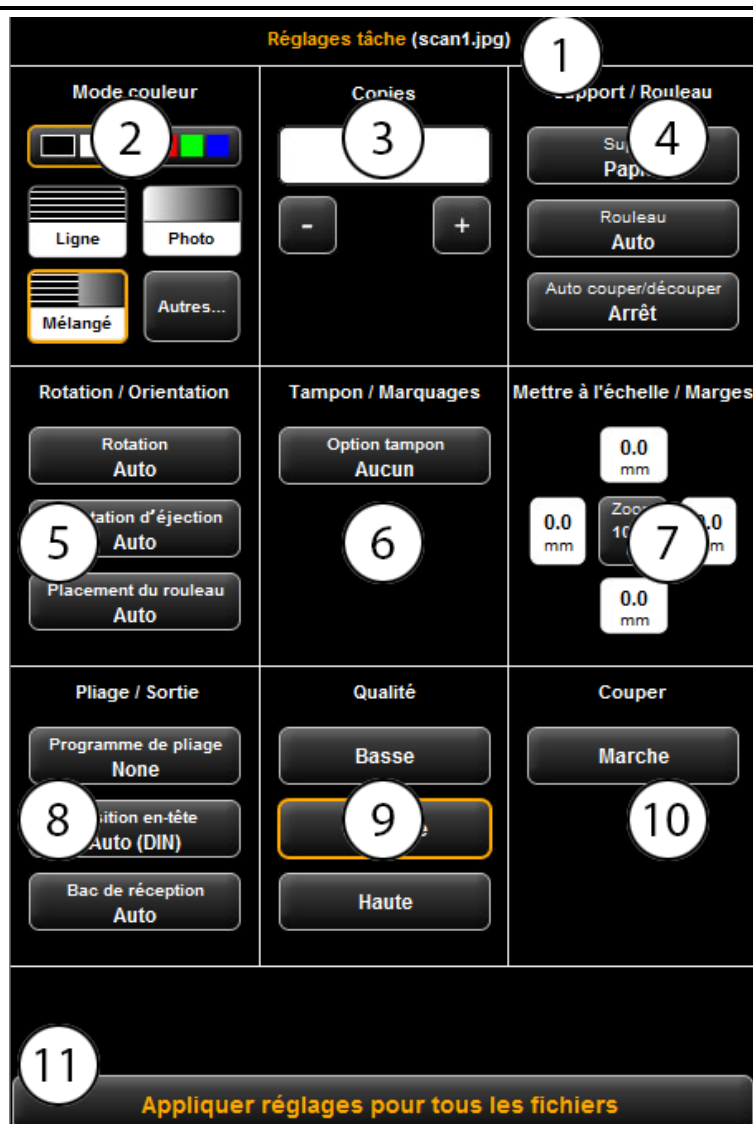 Réglages tâche (scan1.jpg)
1
Mode couleur
2
Ligne
Photo
Mélangé
Autres...
Copies
3
-
+
/ Rouleau
4
Rouleau
Auto
Auto couper/découper
Arrêt
Rotation / Orientation
Rotation
Auto
d'éjection
5
Auto
Placement du rouleau
Auto
Tampon / Marquages
Option tampon
Aucun
6
Mettre à l'échelle / Marges
0.0
mm
0.0
mm
7
0.0
mm
Pliage / Sortie
Programme de pliage
None
8
en-tête
Auto (DIN)
Bac de réception
Auto
Qualité
Basse
9
Haute
Couper
Marche
10
11
Appliquer réglages pour tous les fichiers